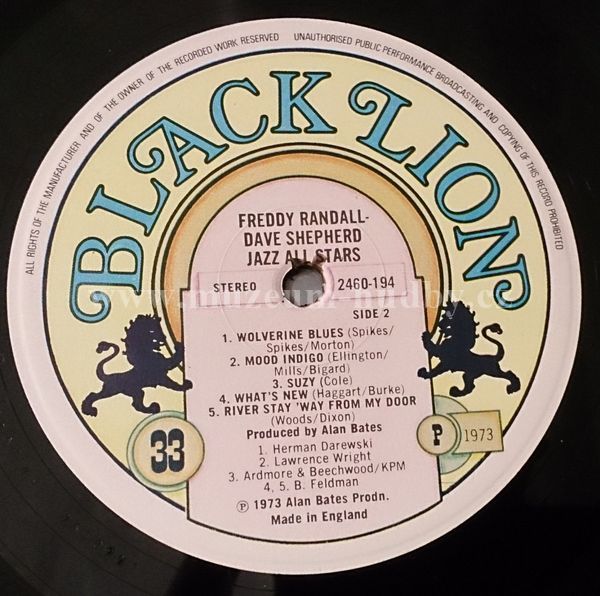 ALL RIGHTS OF THE MANUFACTURER AND OF THE OWNER OF THE RECORDED WORK RESERVED
UNAUTHORISED PUBLIC PERFORMANCE BROADCASTING AND COPYING OF THIS RECORD PROHIBITED
BLACK LION
FREDDY RANDALL-
DAVE SHEPHERD
JAZZ ALL STARS
STEREO 2460-194
SIDE/2
www.muzeum-hudby.cz
1. WOLVERINE BLUES (Spikes/
Spikes/Morton)
2. MOOD INDIGO (Ellington/
Mills/Bigard)
3. SUZY (Cole)
4. WHAT'S NEW (Haggart/Burke)
5. RIVER STAY 'WAY FROM MY DOOR
(Woods/Dixon)
Produced by Alan Bates
33
P 1973
1. Herman Darewski
2. Lawrence Wright
3. Ardmore & Beechwood/KPM
4, 5. B. Feldman
℗ 1973 Alan Bates Prodn.
Made in England